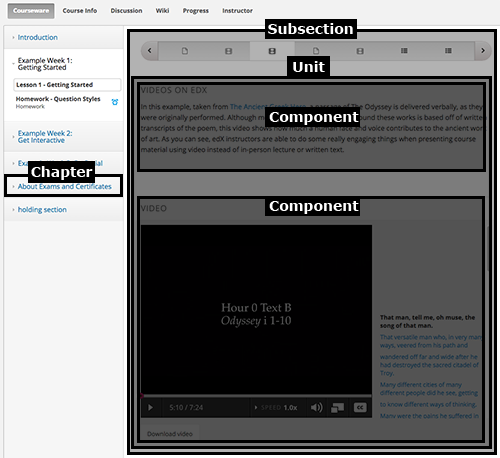 Courseware Course Info Discussion Wiki Progress Instructor
Subsection
Introduction
Example Week 1:
Getting Started
Lesson 1 - Getting Started
Homework - Question Styles
Homework
Example Week 2:
Get Interactive
Chapter
About Exams and Certificates
holding section
Unit
VIDEOS ON EDX
In this example, taken from The Ancient Greek Hero, a passage of The Odyssey is delivered verbally, as they
were originally performed. Although
Component
around these works is based off of written
transcripts of the poem, this video shows how much a human face and voice contributes to the ancient work
of art. As you can see, edX instructors are able to do some really engaging things when presenting course
material using video instead of in-person lecture or written text.
Component
VIDEO
Hour 0 Text B
Odyssey i 1-10
5:10 / 7:24
SPEED 1.0x
CC
Download video
That man, tell me, oh muse, the
song of that man.
That versatile man who, in very many
ways, veered from his path and
wandered off far and wide after he
had destroyed the sacred citadel of
Troy.
Many different cities of many
different people did he see, getting
to know different ways of thinking.
Many were the pains he suffered in